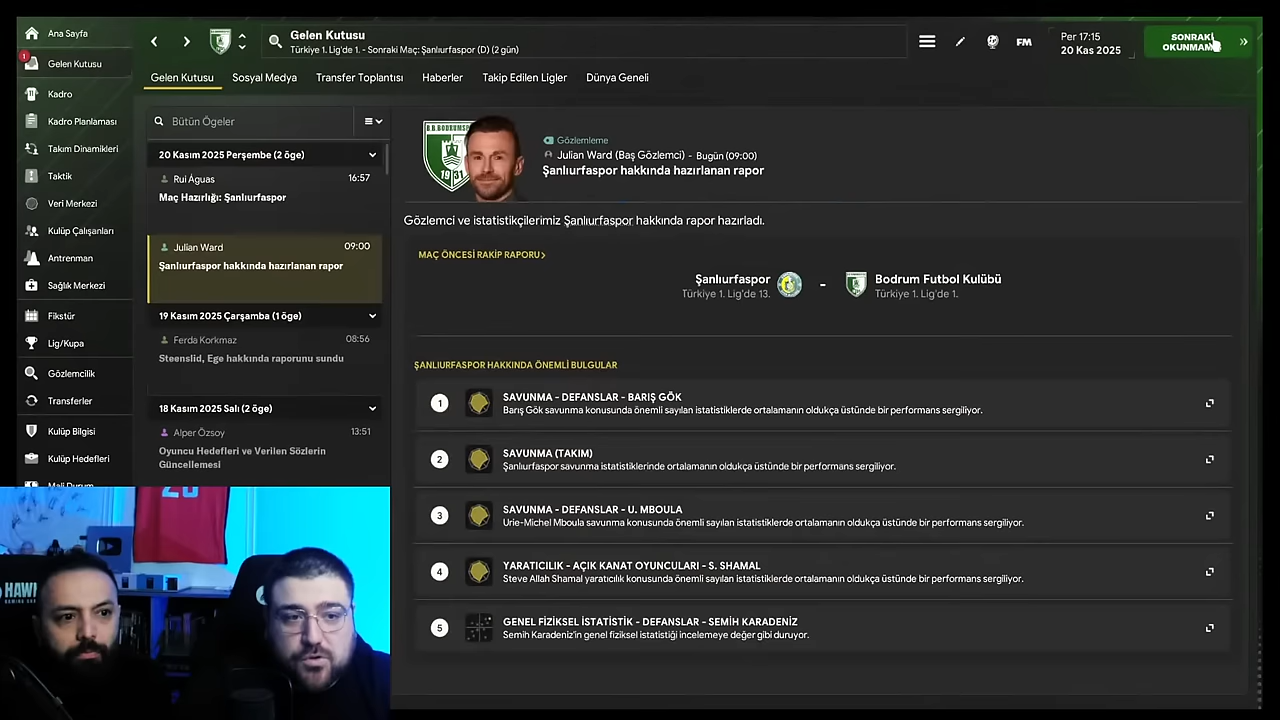 Ana Sayfa
1
Gelen Kutusu
Kadro
Kadro Planlaması
Takım Dinamikleri
Taktik
Veri Merkezi
Kulüp Çalışanları
Antrenman
Sağlık Merkezi
Fikstür
Lig/Kupa
Gözlemcilik
Transferler
Kulüp Bilgisi
Kulüp Hedefleri
Gelen Kutusu
Türkiye 1. Lig'de 1. - Sonraki Maç: Şanlıurfaspor (D) (2 gün)
FM
Per 17:15
20 Kas 2025
SONRAKİ
Gelen Kutusu
Sosyal Medya
Transfer Toplantısı
Haberler
Takip Edilen Ligler
Dünya Geneli
Bütün Ögeler
20 Kasım 2025 Perşembe (2 öge)
Rui Águas
16:57
Maç Hazırlığı: Şanlıurfaspor
Julian Ward
09:00
Şanlıurfaspor hakkında hazırlanan rapor
19 Kasım 2025 Çarşamba (1 öge)
Ferda Korkmaz
08:56
Steenslid, Ege hakkında raporunu sundu
18 Kasım 2025 Salı (2 öge)
Alper Özsoy
13:51
Oyuncu Hedefleri ve Verilen Sözlerin
Güncellemesi
19 31
Gözlemleme
Julian Ward (Baş Gözlemci) - Bugün (09:00)
Şanlıurfaspor hakkında hazırlanan rapor
Gözlemci ve istatistikçilerimiz Şanlıurfaspor hakkında rapor hazırladı.
MAÇ ÖNCESİ RAKİP RAPORU>
Şanlıurfaspor
Türkiye 1. Lig'de 13.
-
Bodrum Futbol Kulübü
Türkiye 1. Lig'de 1.
ŞANLIURFASPOR HAKKINDA ÖNEMLİ BULGULAR
1
SAVUNMA - DEFANSLAR - BARIŞ GÖK
Barış Gök savunma konusunda önemli sayılan istatistiklerde ortalamanın oldukça üstünde bir performans sergiliyor.
2
SAVUNMA (TAKIM)
Şanlıurfaspor savunma istatistiklerinde ortalamanın oldukça üstünde bir performans sergiliyor.
3
SAVUNMA - DEFANSLAR - U. MBOULA
Urie-Michel Mboula savunma konusunda önemli sayılan istatistiklerde ortalamanın oldukça üstünde bir performans sergiliyor.
4
YARATICILIK - AÇIK KANAT OYUNCULARI - S. SHAMAL
Steve Allah Shamal yaratıcılık konusunda önemli sayılan istatistiklerde ortalamanın oldukça üstünde bir performans sergiliyor.
5
GENEL FİZİKSEL İSTATİSTİK - DEFANSLAR - SEMİH KARADENİZ
Semih Karadeniz'in genel fiziksel istatistiği incelemeye değer gibi duruyor.